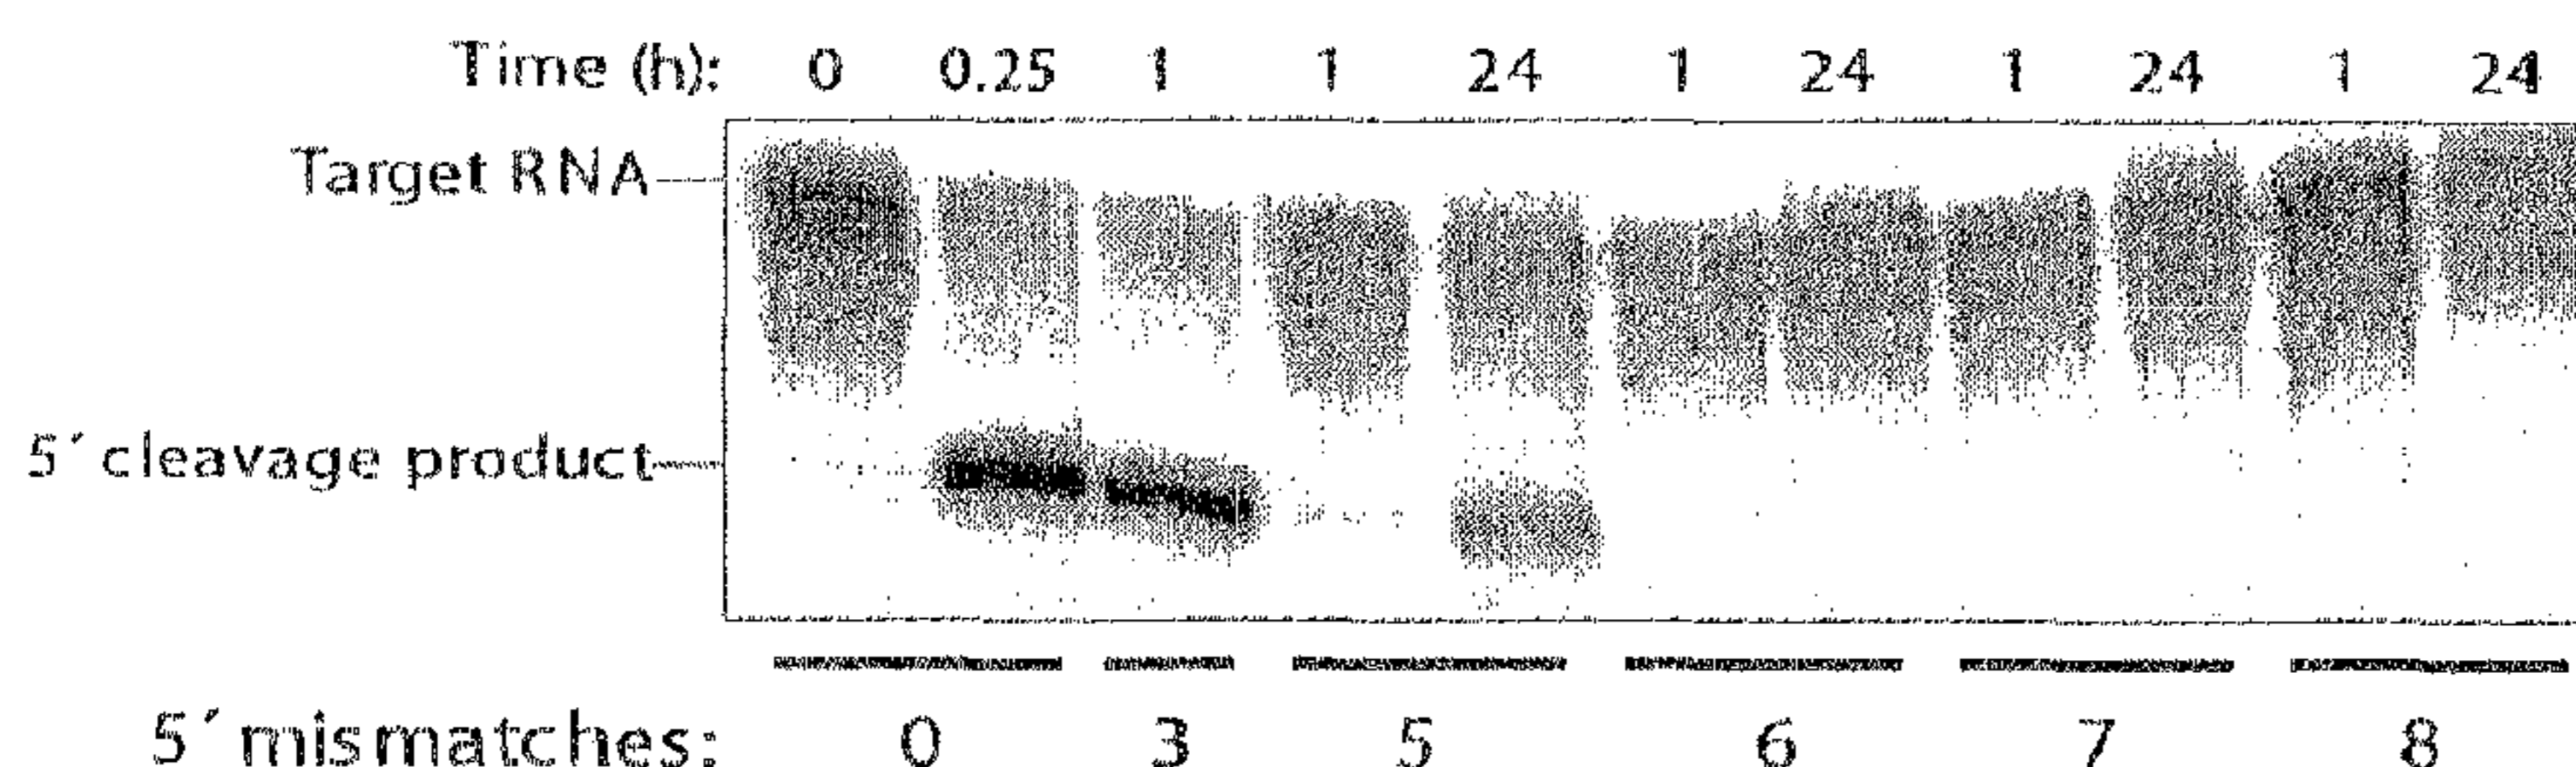 Time (h): 0 0.25 1 1 24 1 24 1 24 1 24
Target RNA
5´ cleavage product
5´ mismatches: 0 3 5 6 7 8